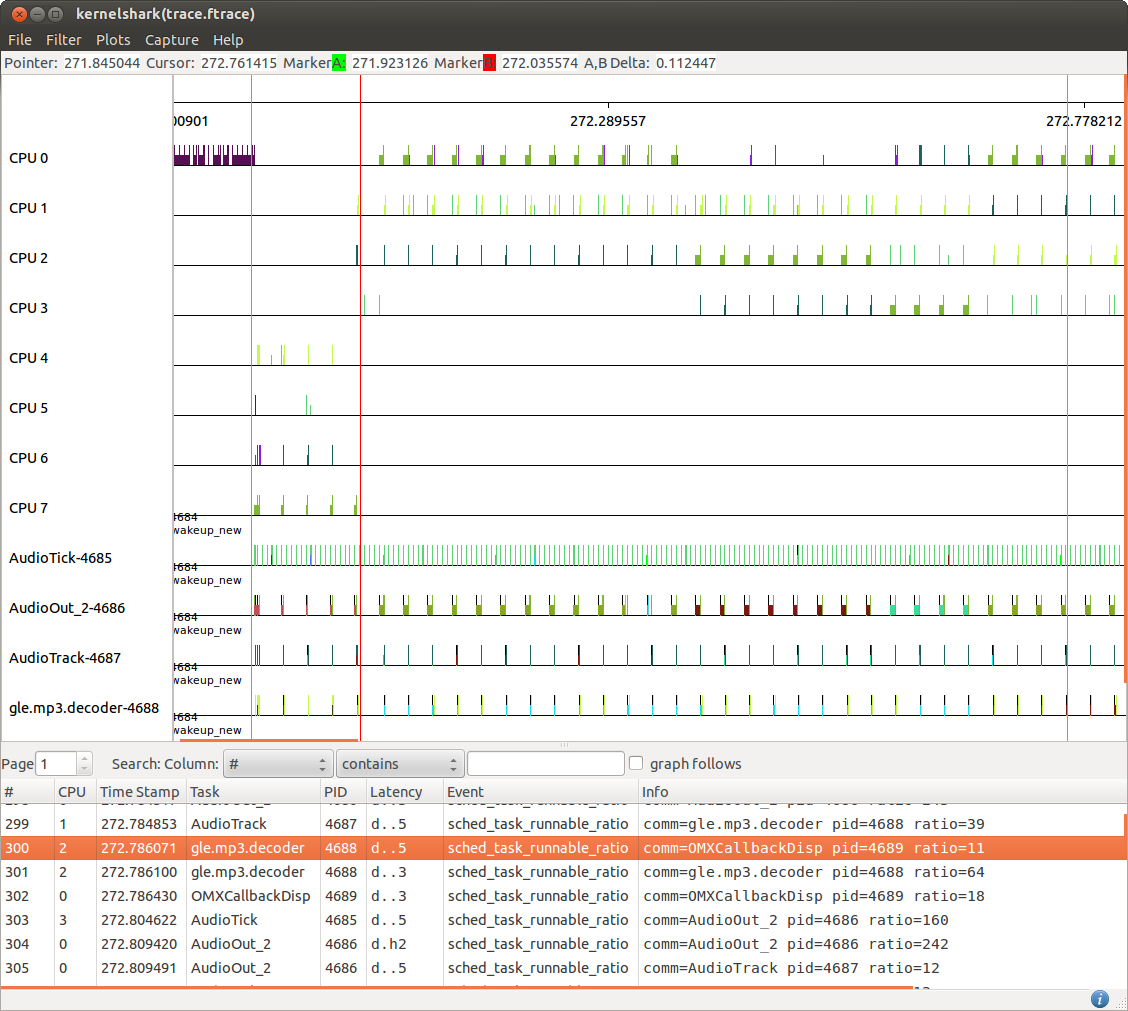 kernelshark(trace.ftrace)
File Filter Plots Capture Help
Pointer: 271.845044 Cursor: 272.761415 Marker A: 271.923126 Marker B: 272.035574 A,B Delta: 0.112447
00901 272.289557 272.778212
CPU 0
CPU 1
CPU 2
CPU 3
CPU 4
CPU 5
CPU 6
CPU 7
4684
wakeup_new
AudioTick-4685
4684
wakeup_new
AudioOut_2-4686
4684
wakeup_new
AudioTrack-4687
4684
wakeup_new
gle.mp3.decoder-4688
4684
wakeup_new
Page 1 Search: Column: # contains graph follows
# CPU Time Stamp Task PID Latency Event Info
299 1 272.784853 AudioTrack 4687 d..5 sched_task_runnable_ratio comm=gle.mp3.decoder pid=4688 ratio=39
300 2 272.786071 gle.mp3.decoder 4688 d..5 sched_task_runnable_ratio comm=OMXCallbackDisp pid=4689 ratio=11
301 2 272.786100 gle.mp3.decoder 4688 d..3 sched_task_runnable_ratio comm=gle.mp3.decoder pid=4688 ratio=64
302 0 272.786430 OMXCallbackDisp 4689 d..3 sched_task_runnable_ratio comm=OMXCallbackDisp pid=4689 ratio=18
303 3 272.804622 AudioTick 4685 d..5 sched_task_runnable_ratio comm=AudioOut_2 pid=4686 ratio=160
304 0 272.809420 AudioOut_2 4686 d.h2 sched_task_runnable_ratio comm=AudioOut_2 pid=4686 ratio=242
305 0 272.809491 AudioOut_2 4686 d..5 sched_task_runnable_ratio comm=AudioTrack pid=4687 ratio=12